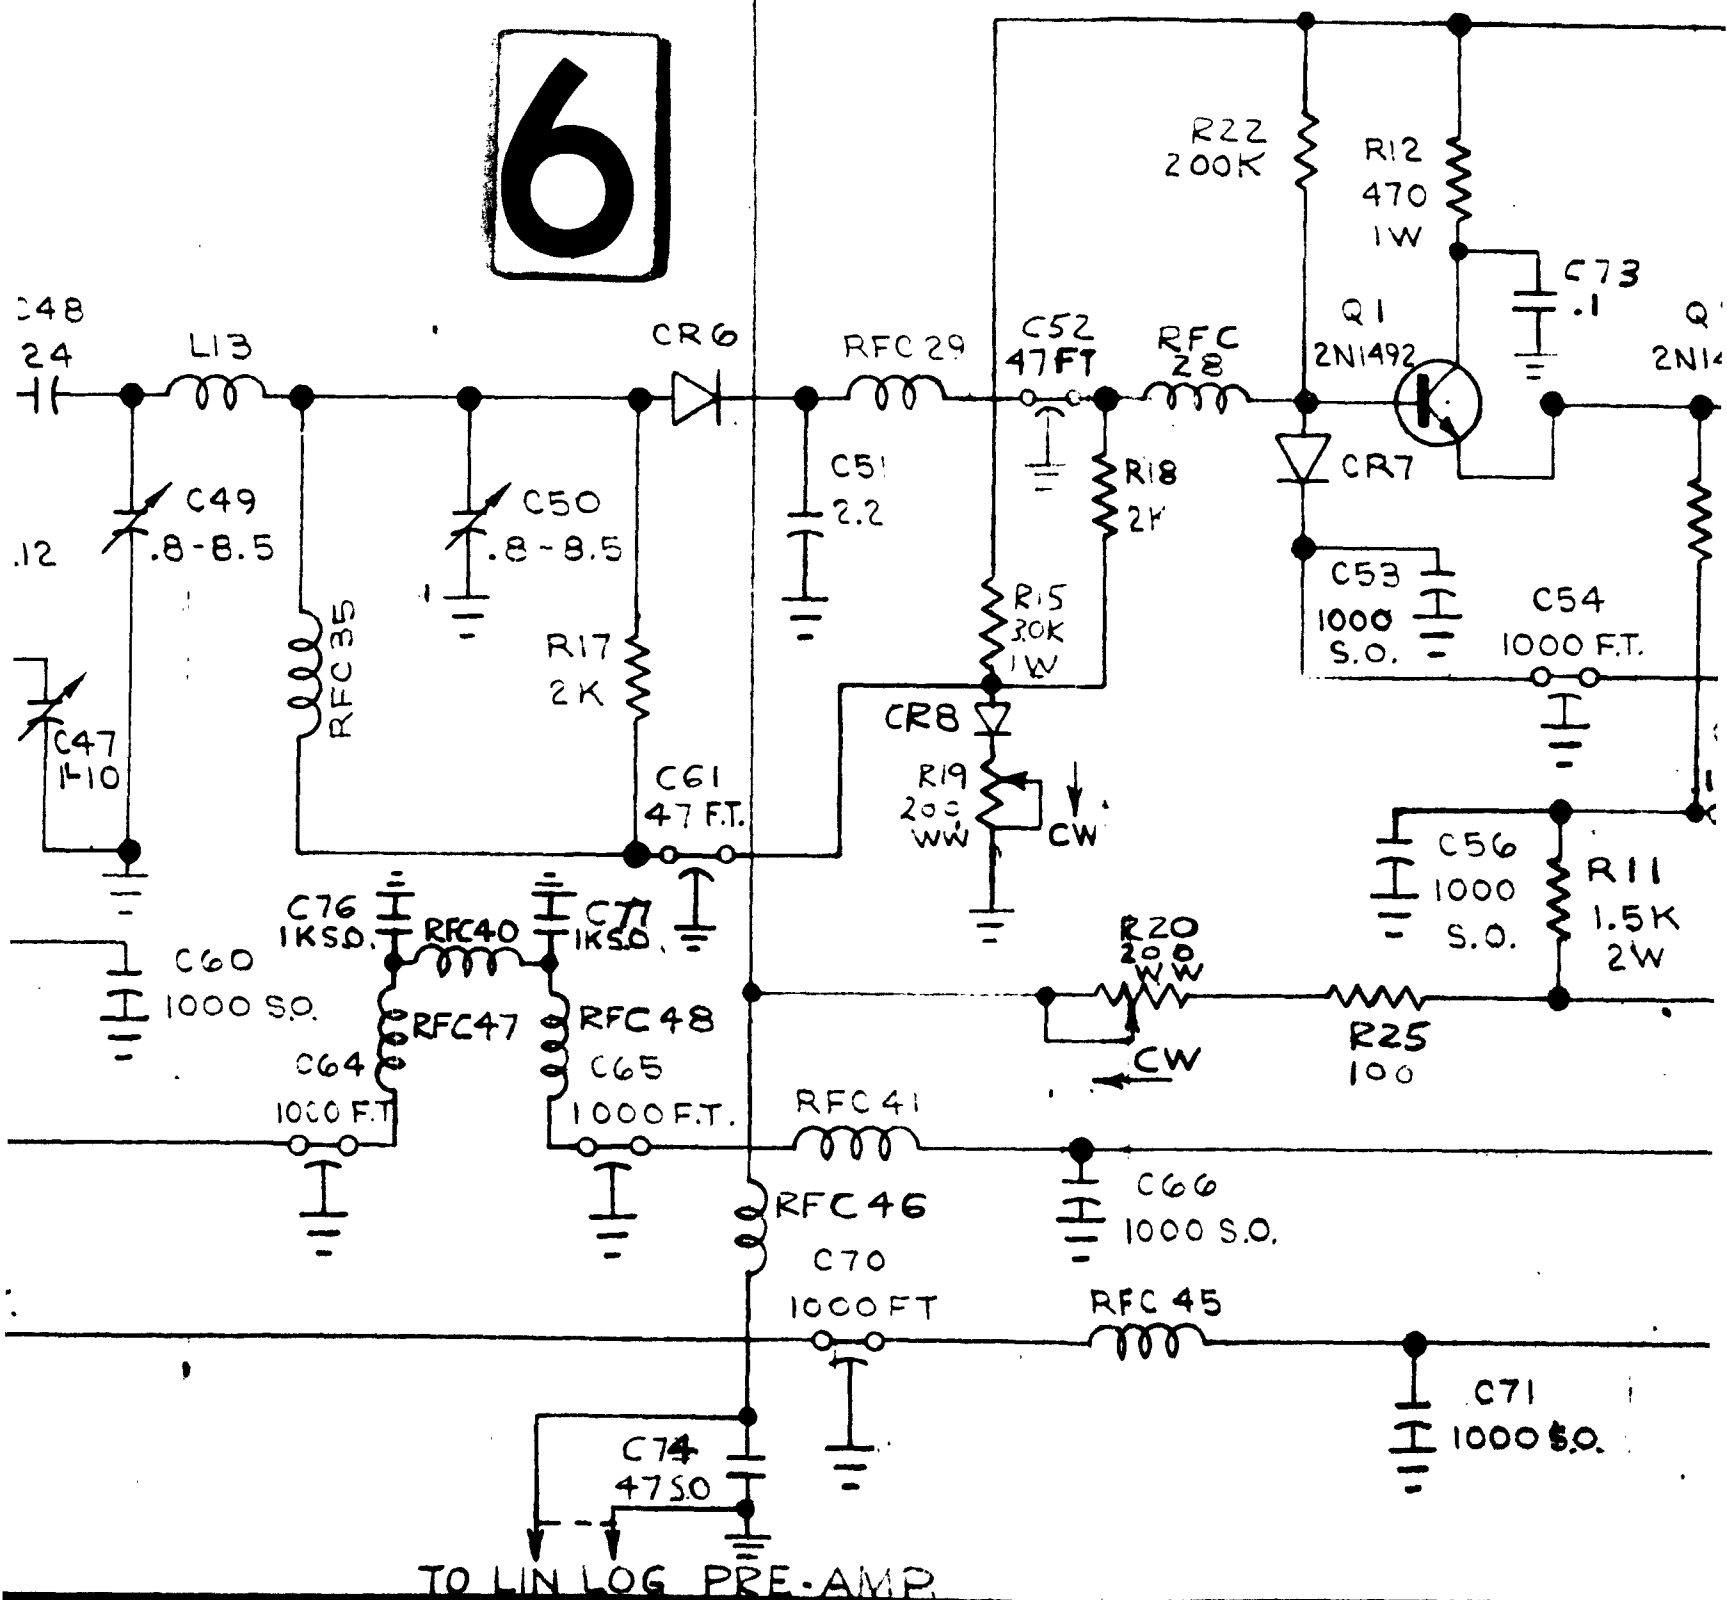 6
R22
200K
R12
470
1W
C73
.1
C48
24
L13
CR6
RFC 29
C52
47FT
RFC
28
Q1
2N1492
C49
.8-8.5
C50
.8-8.5
C51
2.2
R18
2K
CR7
.12
C53
1000
S.O.
C54
1000 F.T.
RFC35
R17
2K
R15
1W
CR8
C47
1-10
C61
47 F.T.
R19
WW
CW
C56
1000
S.O.
R11
1.5K
2W
C76
1K S.O.
RFC40
C77
1K S.O.
C60
1000 S.O.
RFC47
RFC 48
R20
200
WW
CW
R25
100
C64
1000 F.T
C65
1000 F.T.
RFC 41
C66
1000 S.O.
RFC 46
C70
1000 FT
RFC 45
C71
1000 S.O.
C74
47 S.O
TO LIN LOG PRE-AMP.